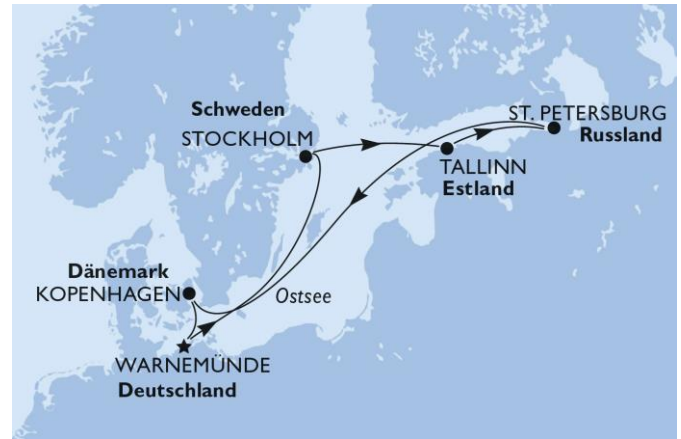 Schweden
STOCKHOLM
ST. PETERSBURG
Russland
TALLINN
Estland
Dänemark
KOPENHAGEN
Ostsee
WARNEMÜNDE
Deutschland